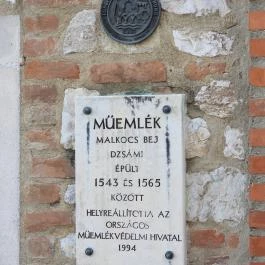 MŰEMLÉK
MALKOCS BEJ
DZSÁMI
ÉPÜLT
1543 ÉS 1565
KÖZÖTT
HELYREÁLLÍTOTTA AZ
ORSZÁGOS
MŰEMLÉKVÉDELMI HIVATAL
1994